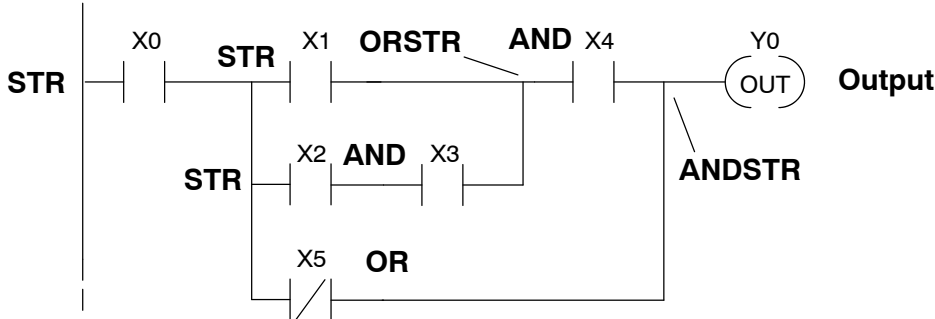 X0 STR X1 ORSTR AND X4 Y0
STR OUT Output
X2 AND X3
STR ANDSTR
X5 OR